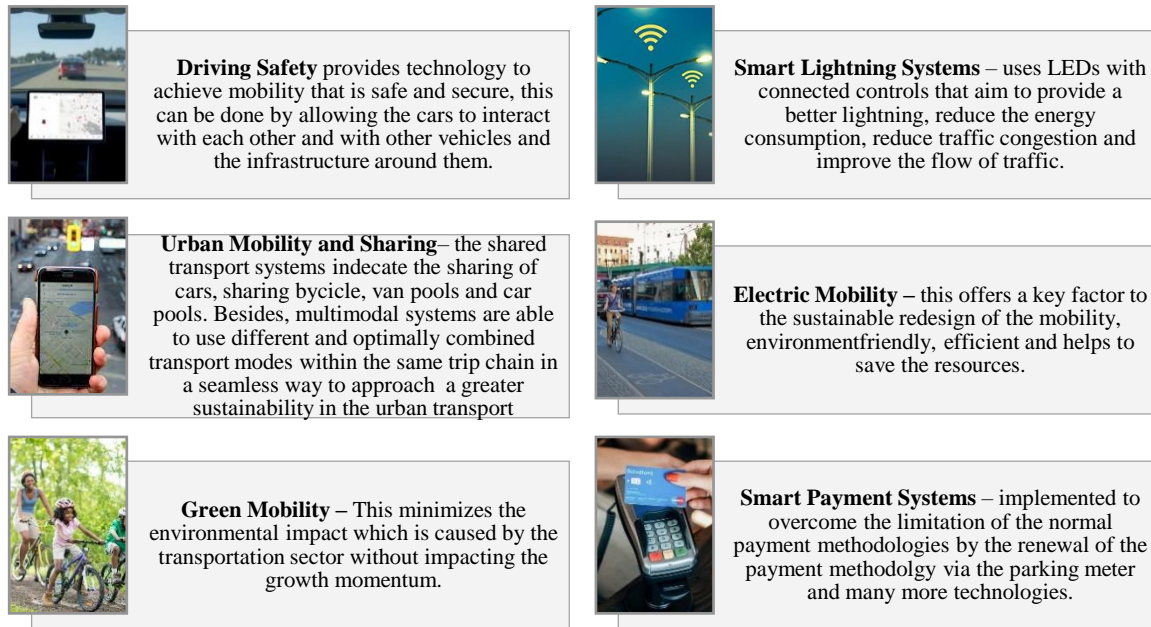 Driving Safety provides technology to
achieve mobility that is safe and secure, this
can be done by allowing the cars to interact
with each other and with other vehicles and
the infrastructure around them.
Smart Lightning Systems – uses LEDs with
connected controls that aim to provide a
better lightning, reduce the energy
consumption, reduce traffic congestion and
improve the flow of traffic.
Urban Mobility and Sharing– the shared
transport systems indecate the sharing of
cars, sharing bycicle, van pools and car
pools. Besides, multimodal systems are able
to use different and optimally combined
transport modes within the same trip chain in
a seamless way to approach a greater
sustainability in the urban transport
Electric Mobility – this offers a key factor to
the sustainable redesign of the mobility,
environmentfriendly, efficient and helps to
save the resources.
Green Mobility – This minimizes the
environmental impact which is caused by the
transportation sector without impacting the
growth momentum.
Smart Payment Systems – implemented to
overcome the limitation of the normal
payment methodologies by the renewal of the
payment methodolgy via the parking meter
and many more technologies.